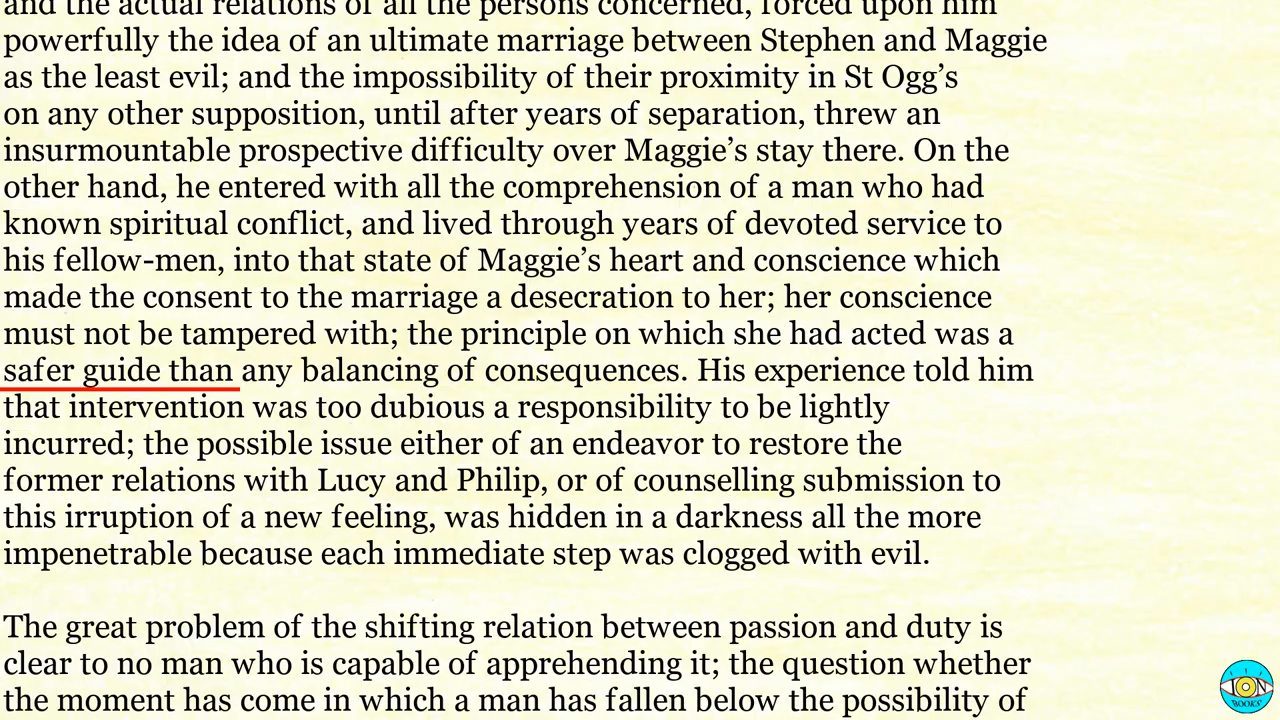 and the actual relations of all the persons concerned, forced upon him
powerfully the idea of an ultimate marriage between Stephen and Maggie
as the least evil; and the impossibility of their proximity in St Ogg’s
on any other supposition, until after years of separation, threw an
insurmountable prospective difficulty over Maggie’s stay there. On the
other hand, he entered with all the comprehension of a man who had
known spiritual conflict, and lived through years of devoted service to
his fellow-men, into that state of Maggie’s heart and conscience which
made the consent to the marriage a desecration to her; her conscience
must not be tampered with; the principle on which she had acted was a
safer guide than any balancing of consequences. His experience told him
that intervention was too dubious a responsibility to be lightly
incurred; the possible issue either of an endeavor to restore the
former relations with Lucy and Philip, or of counselling submission to
this irruption of a new feeling, was hidden in a darkness all the more
impenetrable because each immediate step was clogged with evil.
The great problem of the shifting relation between passion and duty is
clear to no man who is capable of apprehending it; the question whether
the moment has come in which a man has fallen below the possibility of
ION
BOOKS